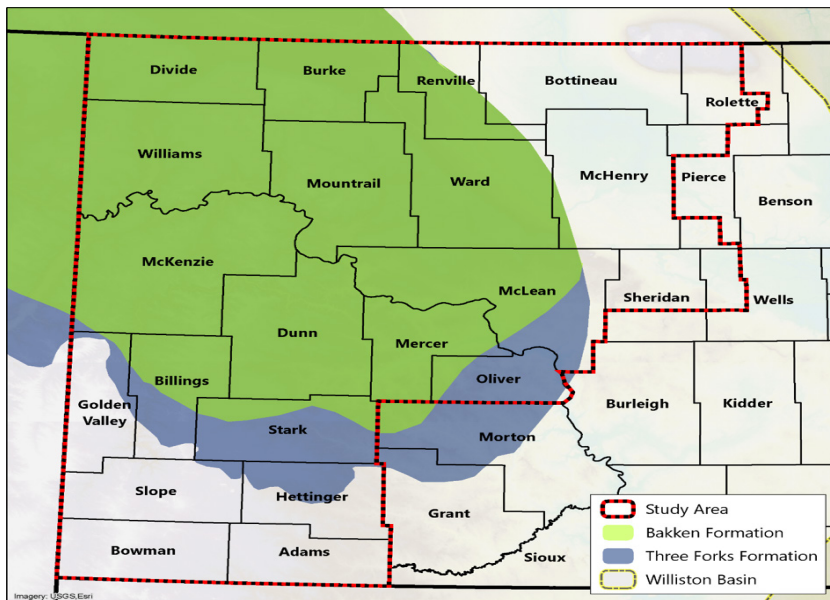 Divide
Burke
Renville
Bottineau
Rolette
Williams
Mountrail
Ward
McHenry
Pierce
Benson
McKenzie
McLean
Sheridan
Wells
Dunn
Mercer
Billings
Oliver
Golden
Valley
Stark
Morton
Burleigh
Kidder
Slope
Hettinger
Grant
Bowman
Adams
Sioux
Study Area
Bakken Formation
Three Forks Formation
Williston Basin
Imagery: USGS,Esri